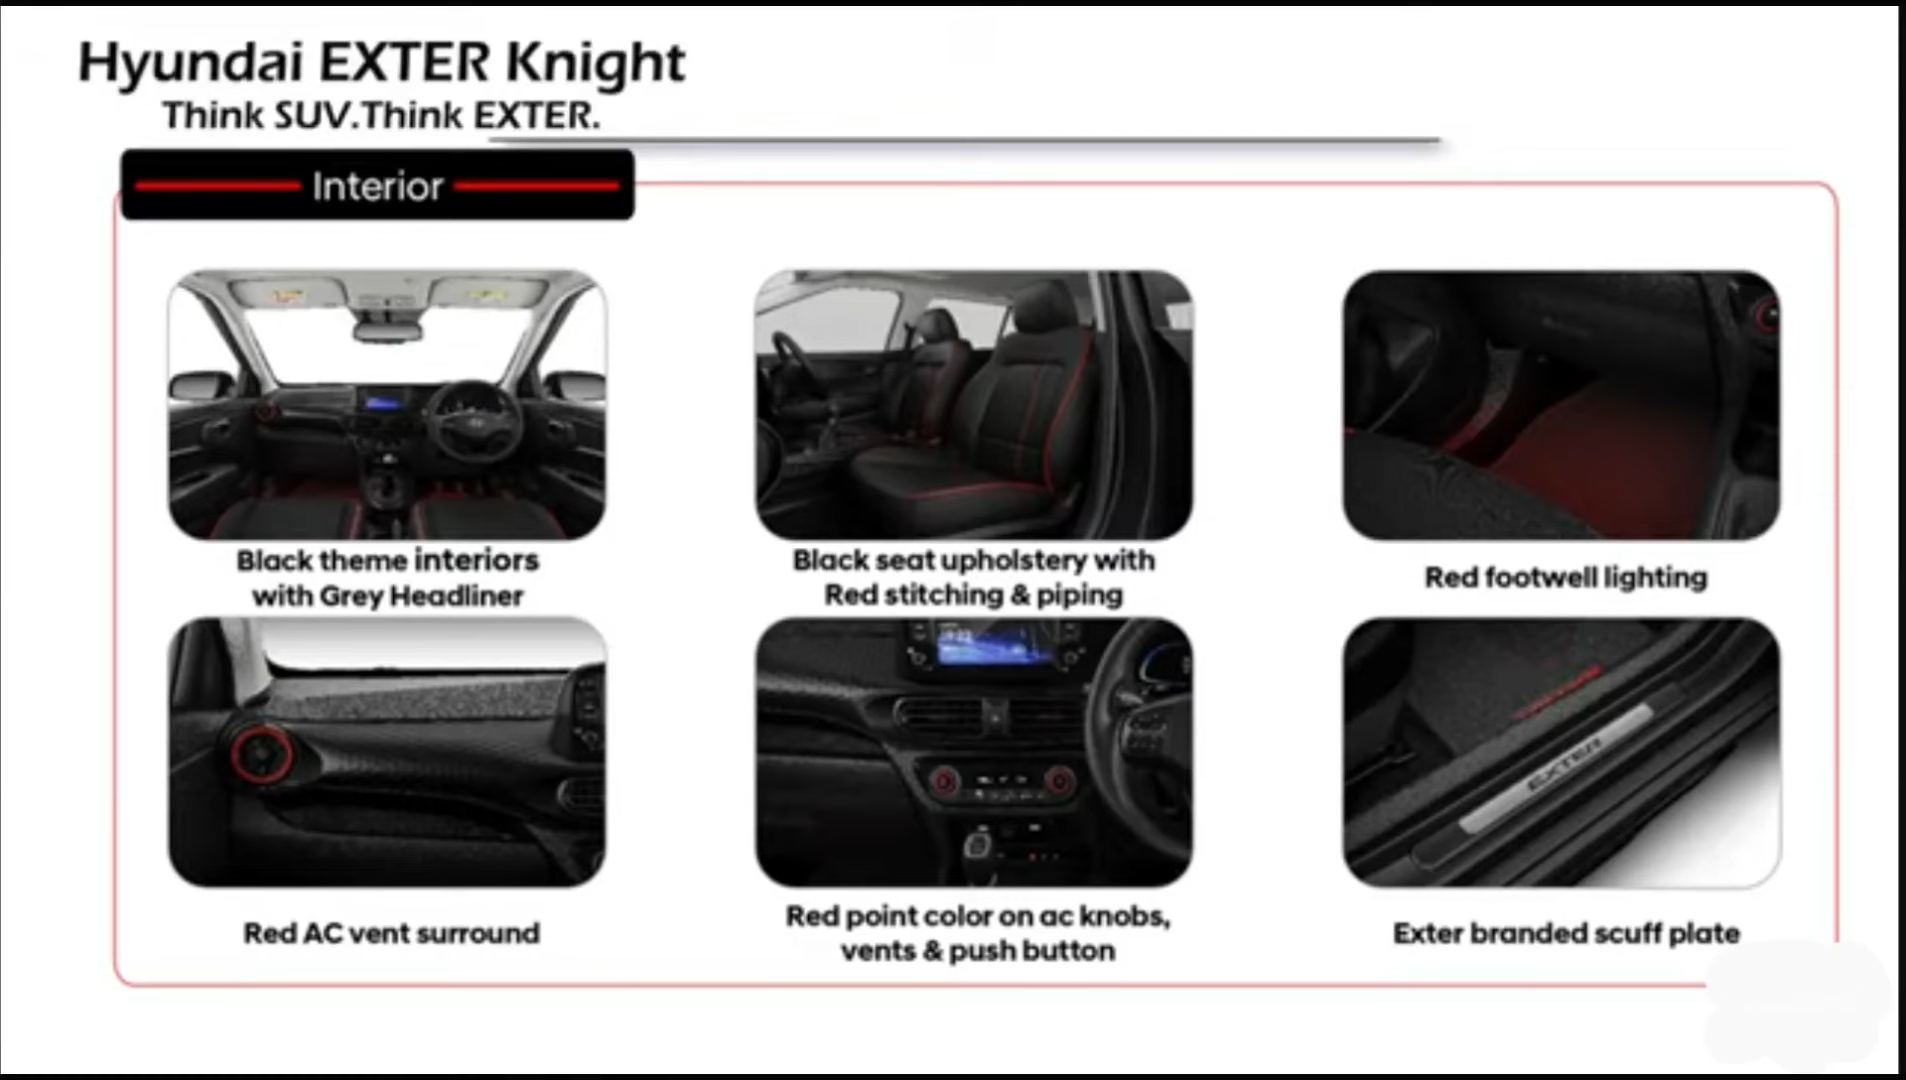 Hyundai EXTER Knight
Think SUV.Think EXTER.
Interior
Black theme interiors
with Grey Headliner
Black seat upholstery with
Red stitching & piping
Red footwell lighting
EXTER
Red AC vent surround
Red point color on ac knobs,
vents & push button
Exter branded scuff plate